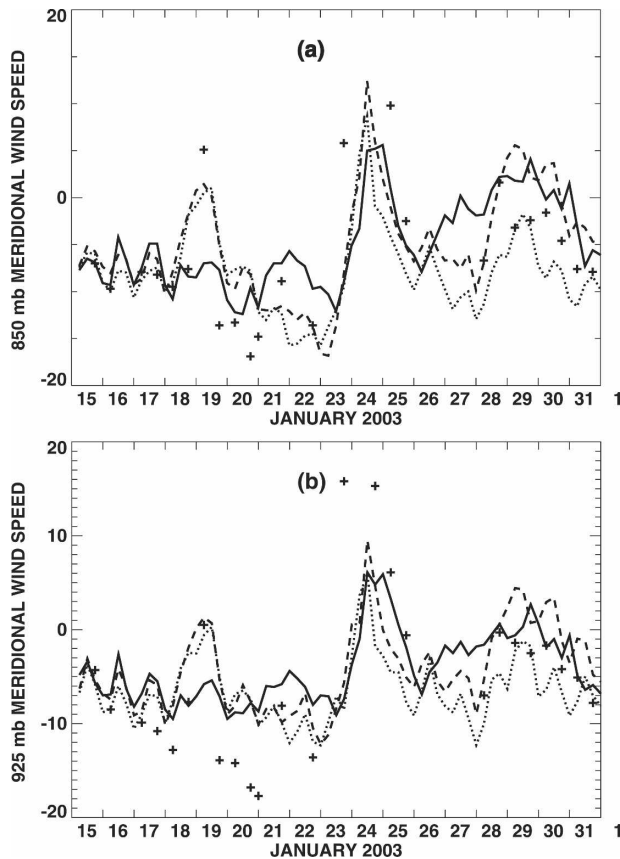 20
(a)
850 mb MERIDIONAL WIND SPEED
0
-20
15 16 17 18 19 20 21 22 23 24 25 26 27 28 29 30 31 1
JANUARY 2003
20
(b)
925 mb MERIDIONAL WIND SPEED
10
0
-10
-20
15 16 17 18 19 20 21 22 23 24 25 26 27 28 29 30 31 1
JANUARY 2003